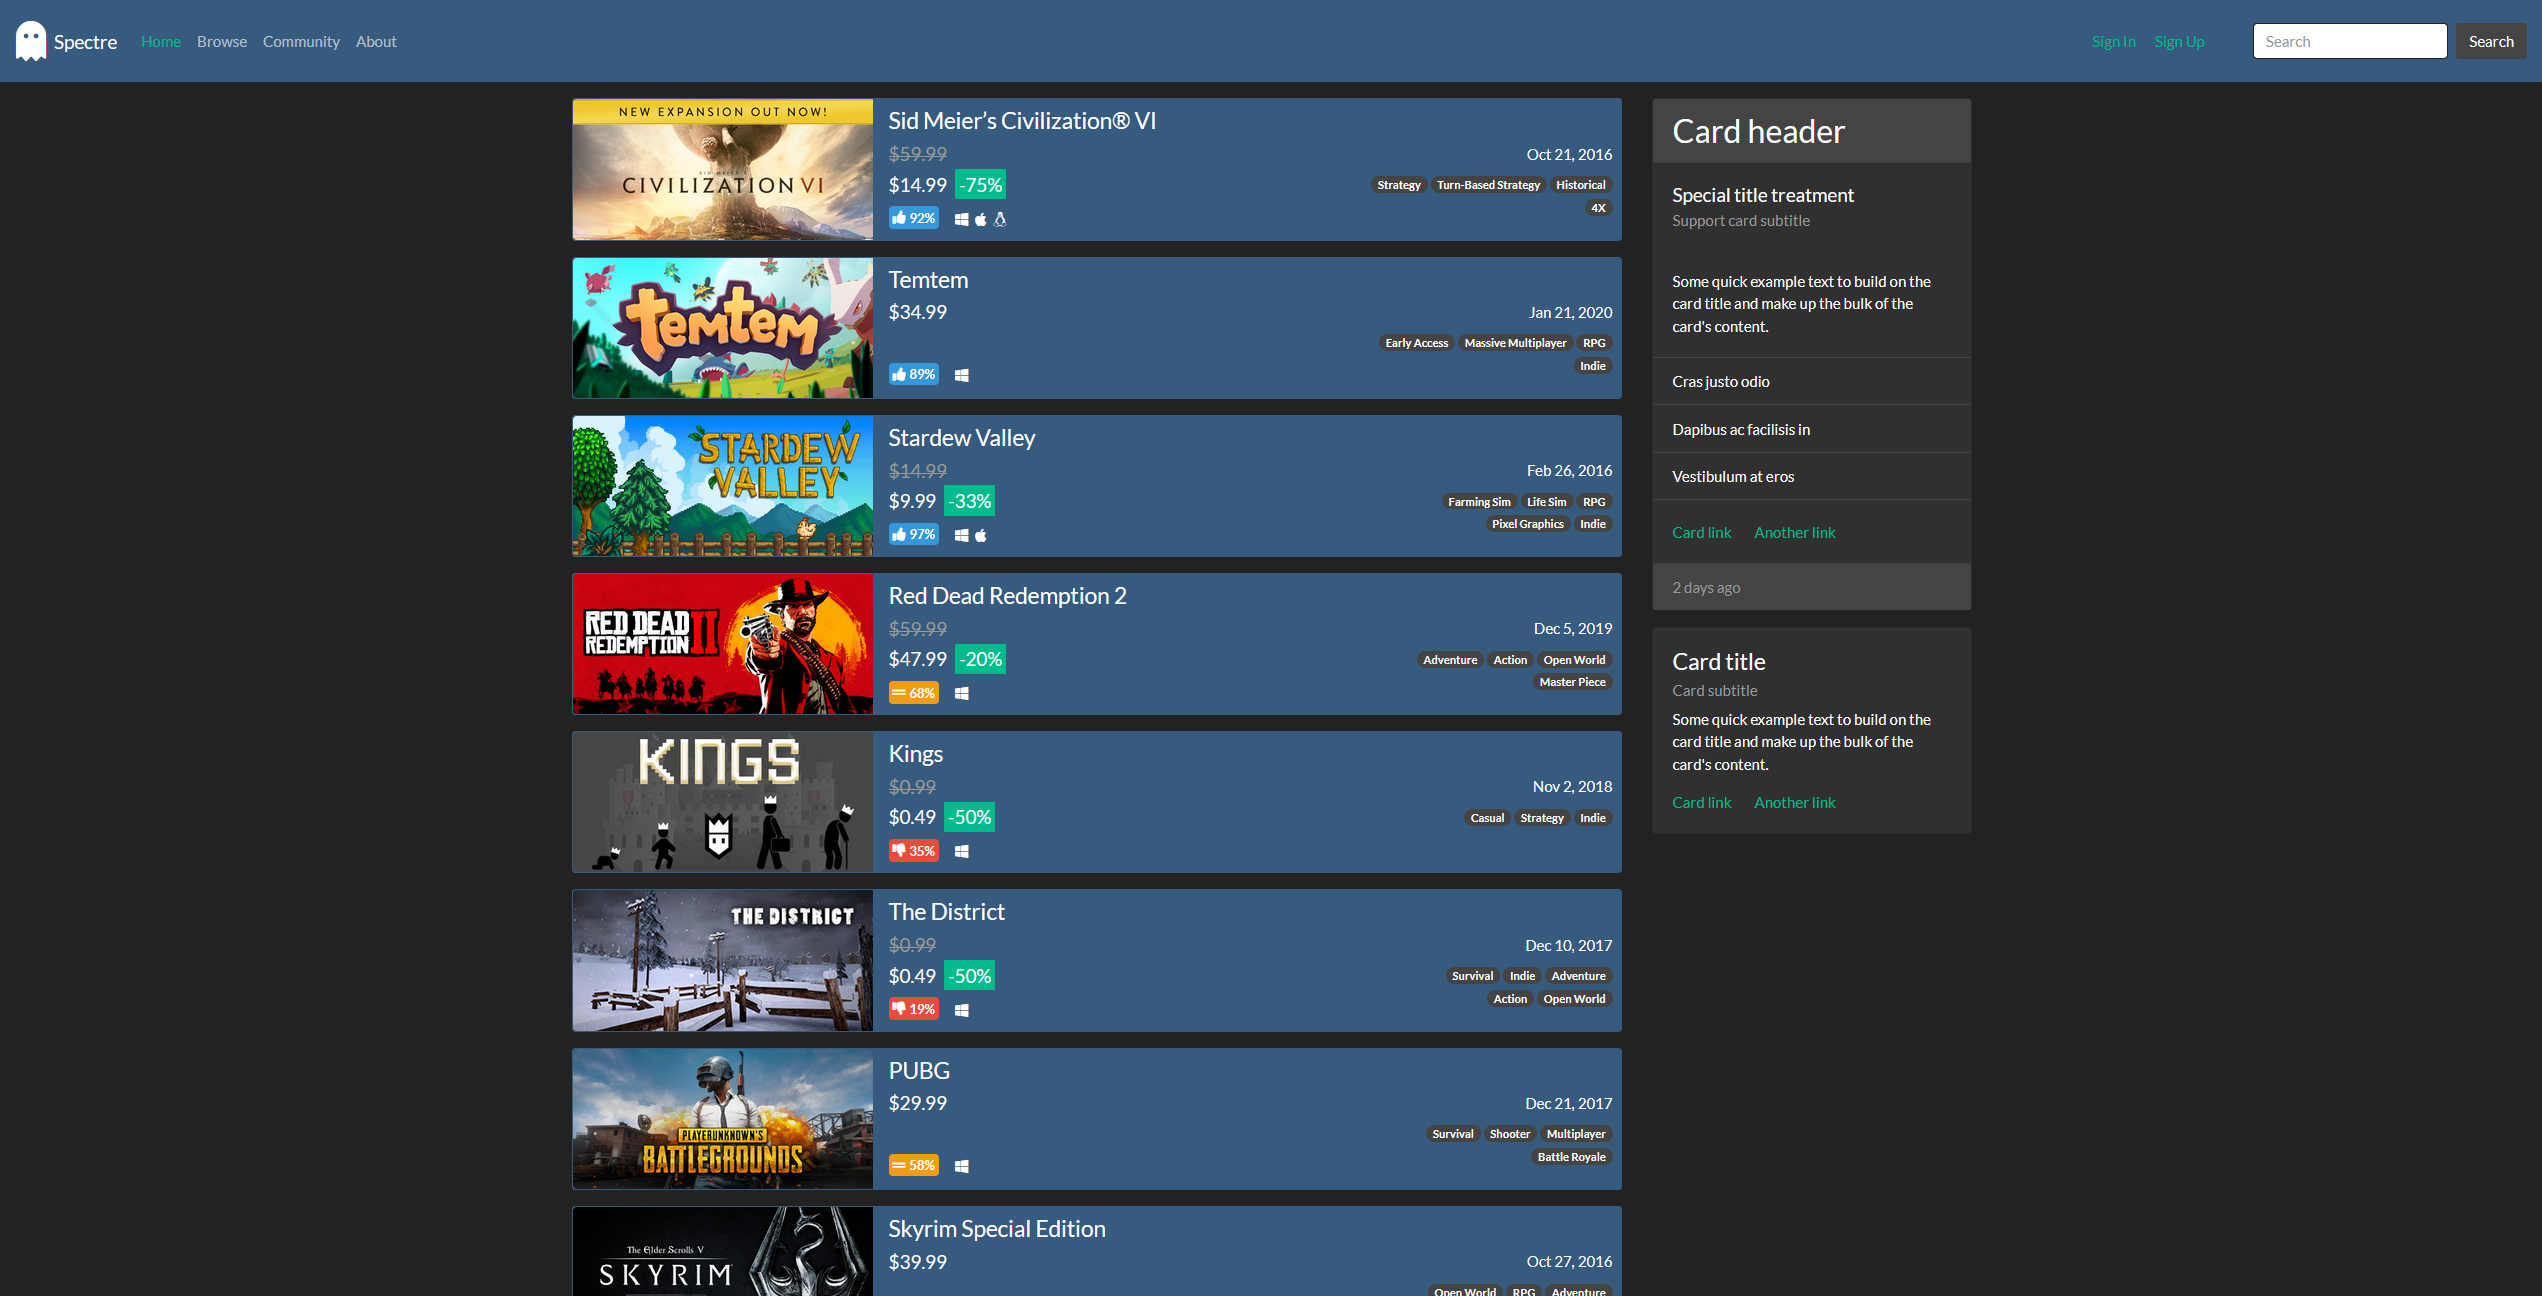 Spectre Home Browse Community About Sign In Sign Up Search Search
NEW EXPANSION OUT NOW!
SID MEIER'S
CIVILIZATION VI
Sid Meier's Civilization® VI
$59.99
Oct 21, 2016
$14.99 -75%
Strategy Turn-Based Strategy Historical
4X
92%
temtem
Temtem
$34.99
Jan 21, 2020
Early Access Massive Multiplayer RPG
Indie
89%
STARDEW
VALLEY
Stardew Valley
$14.99
Feb 26, 2016
$9.99 -33%
Farming Sim Life Sim RPG
Pixel Graphics Indie
97%
RED DEAD
REDEMPTION II
Red Dead Redemption 2
$59.99
Dec 5, 2019
$47.99 -20%
Adventure Action Open World
Master Piece
68%
KINGS
Kings
$0.99
Nov 2, 2018
$0.49 -50%
Casual Strategy Indie
35%
THE DISTRICT
The District
$0.99
Dec 10, 2017
$0.49 -50%
Survival Indie Adventure
Action Open World
19%
PLAYERUNKNOWN'S
BATTLEGROUNDS
PUBG
$29.99
Dec 21, 2017
Survival Shooter Multiplayer
Battle Royale
58%
The Elder Scrolls V
SKYRIM
Skyrim Special Edition
$39.99
Oct 27, 2016
Open World RPG Adventure
Card header
Special title treatment
Support card subtitle
Some quick example text to build on the
card title and make up the bulk of the
card's content.
Cras justo odio
Dapibus ac facilisis in
Vestibulum at eros
Card link Another link
2 days ago
Card title
Card subtitle
Some quick example text to build on the
card title and make up the bulk of the
card's content.
Card link Another link